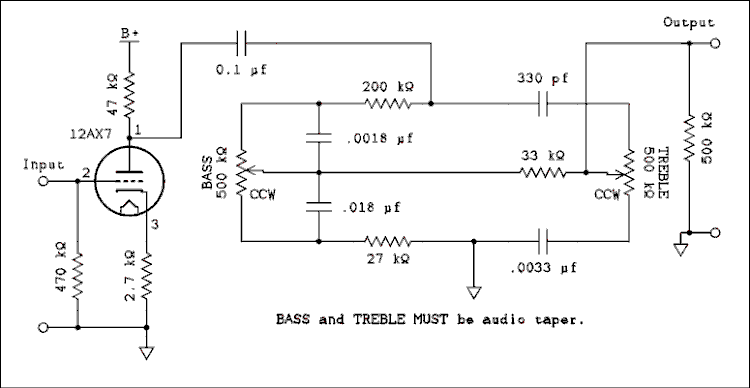 Output
B+
0.1 µf
330 pf
200 kΩ
47 kΩ
1
12AX7
.0018 µf
500 kΩ
Input
2
BASS
500 kΩ
CCW
33 kΩ
TREBLE
500 kΩ
CCW
.018 µf
3
470 kΩ
2.7 kΩ
27 kΩ
.0033 µf
BASS and TREBLE MUST be audio taper.